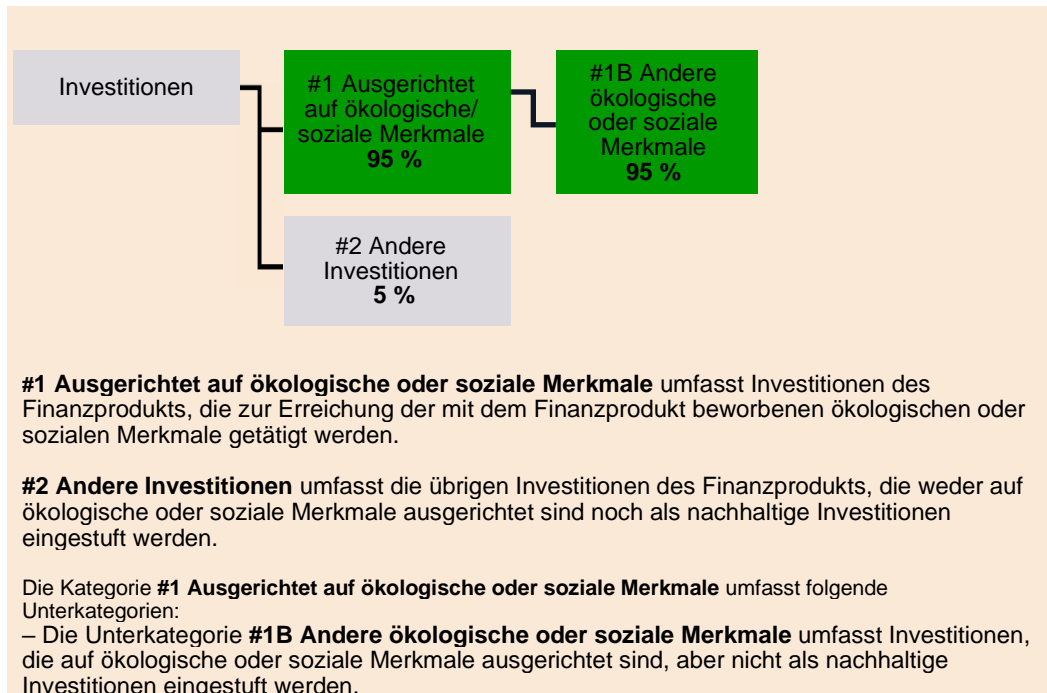 Investitionen
#1 Ausgerichtet
auf ökologische/
soziale Merkmale
95 %
#1B Andere
ökologische
oder soziale
Merkmale
95 %
#2 Andere
Investitionen
5 %
#1 Ausgerichtet auf ökologische oder soziale Merkmale umfasst Investitionen des
Finanzprodukts, die zur Erreichung der mit dem Finanzprodukt beworbenen ökologischen oder
sozialen Merkmale getätigt werden.
#2 Andere Investitionen umfasst die übrigen Investitionen des Finanzprodukts, die weder auf
ökologische oder soziale Merkmale ausgerichtet sind noch als nachhaltige Investitionen
eingestuft werden.
Die Kategorie #1 Ausgerichtet auf ökologische oder soziale Merkmale umfasst folgende
Unterkategorien:
– Die Unterkategorie #1B Andere ökologische oder soziale Merkmale umfasst Investitionen,
die auf ökologische oder soziale Merkmale ausgerichtet sind, aber nicht als nachhaltige
Investitionen eingestuft werden.